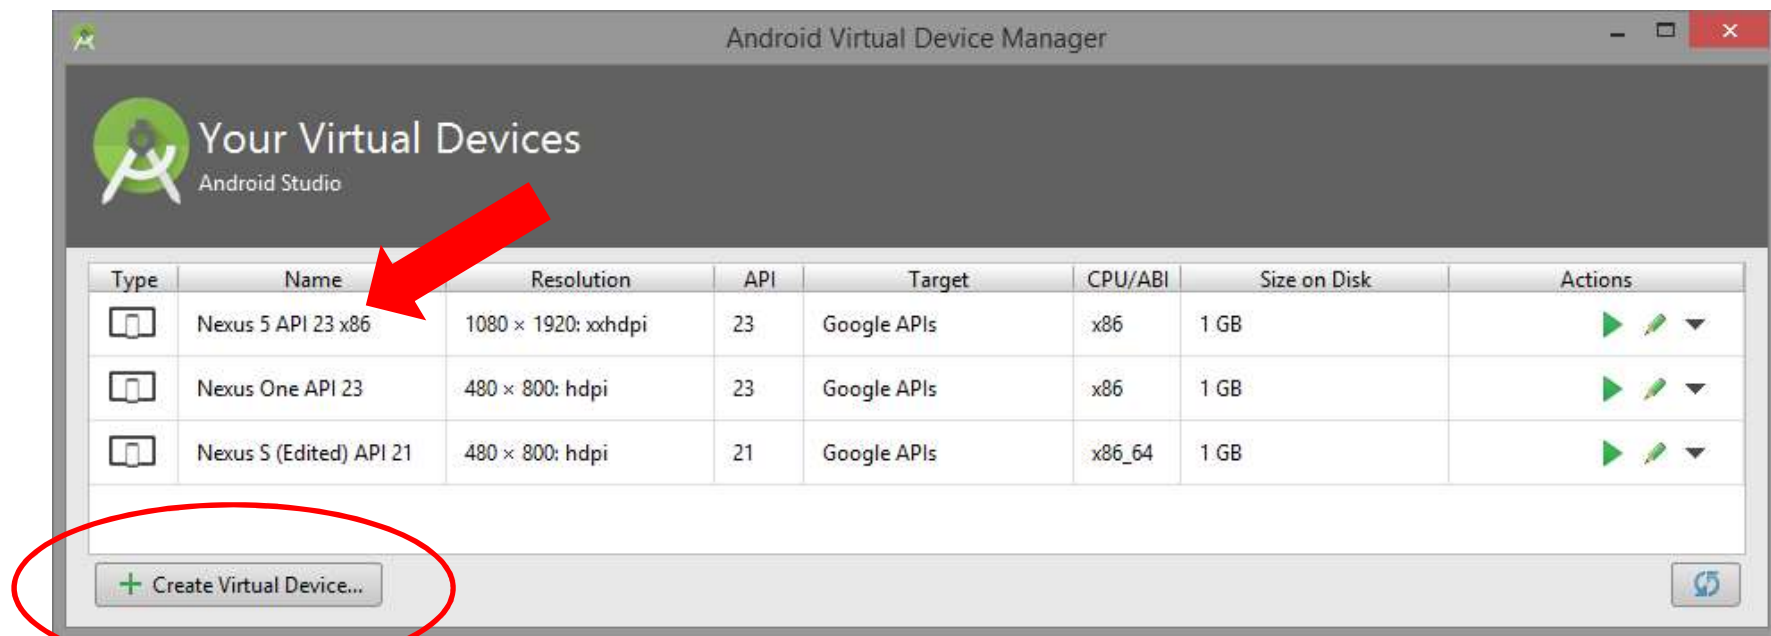 Android Virtual Device Manager
Your Virtual Devices
Android Studio
Type Name Resolution API Target CPU/ABI Size on Disk Actions
Nexus 5 API 23 x86 1080 × 1920: xxhdpi 23 Google APIs x86 1 GB
Nexus One API 23 480 × 800: hdpi 23 Google APIs x86 1 GB
Nexus S (Edited) API 21 480 × 800: hdpi 21 Google APIs x86_64 1 GB
Create Virtual Device...